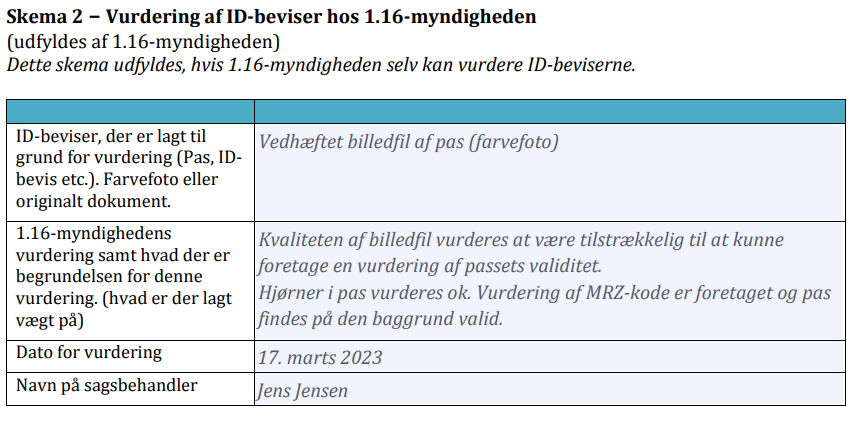 Skema 2 – Vurdering af ID-beviser hos 1.16-myndigheden
(udfyldes af 1.16-myndigheden)
Dette skema udfyldes, hvis 1.16-myndigheden selv kan vurdere ID-beviserne.
ID-beviser, der er lagt til
grund for vurdering (Pas, ID-
bevis etc.). Farvefoto eller
originalt dokument.
Vedhæftet billedfil af pas (farvefoto)
1.16-myndighedens
vurdering samt hvad der er
begrundelsen for denne
vurdering. (hvad er der lagt
vægt på)
Kvaliteten af billedfil vurderes at være tilstrækkelig til at kunne
foretage en vurdering af passets validitet.
Hjørner i pas vurderes ok. Vurdering af MRZ-kode er foretaget og pas
findes på den baggrund valid.
Dato for vurdering
17. marts 2023
Navn på sagsbehandler
Jens Jensen